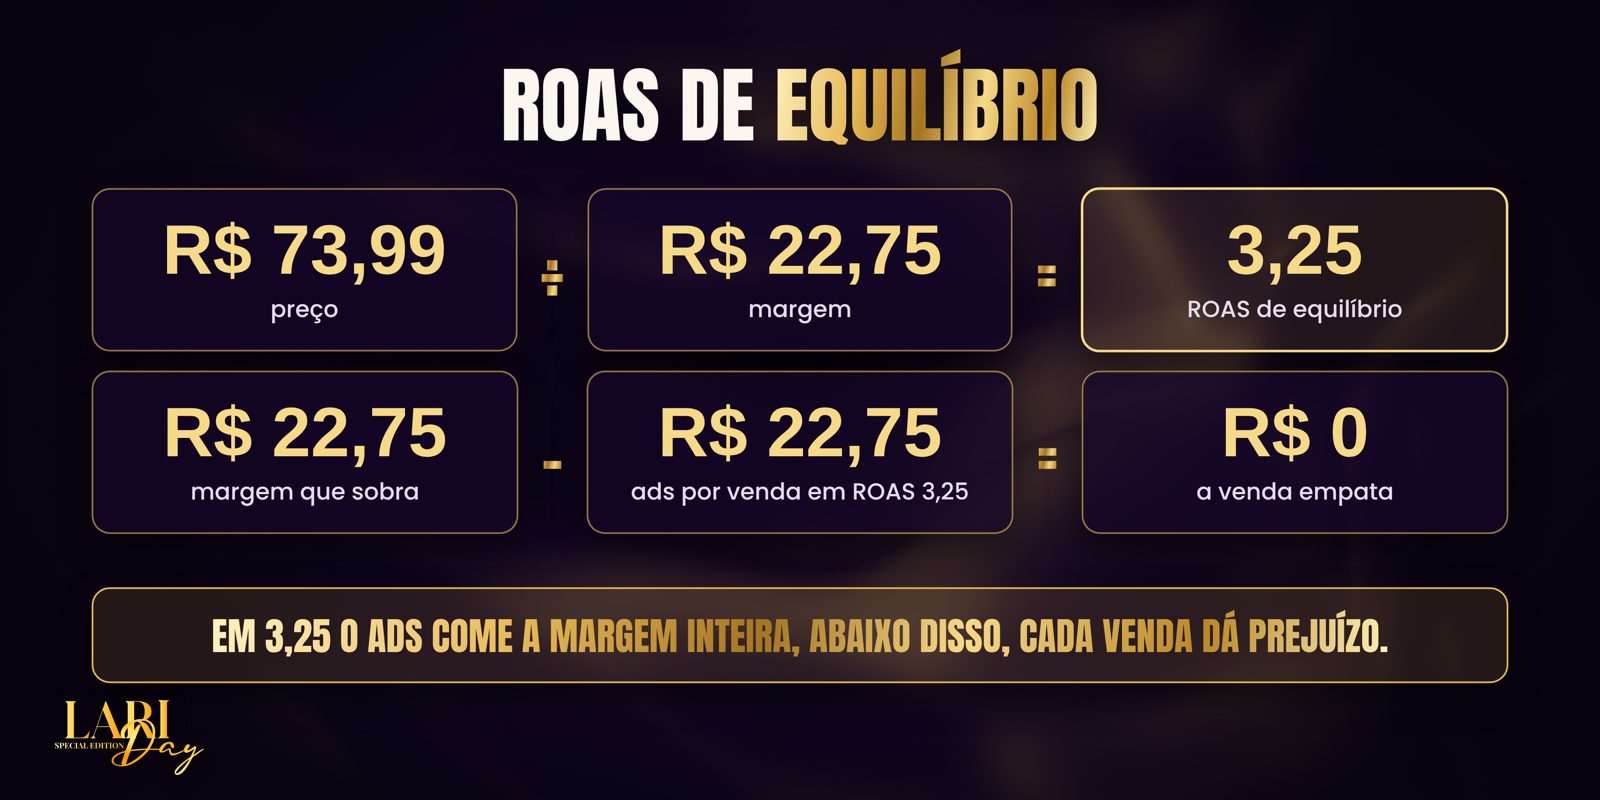 ROAS DE EQUILÍBRIO
R$ 73,99 ÷ R$ 22,75 = 3,25
preço margem ROAS de equilíbrio
R$ 22,75 - R$ 22,75 = R$ 0
margem que sobra ads por venda em ROAS 3,25 a venda empata
EM 3,25 O ADS COME A MARGEM INTEIRA, ABAIXO DISSO, CADA VENDA DÁ PREJUÍZO.
LARI
SPECIAL EDITION Day